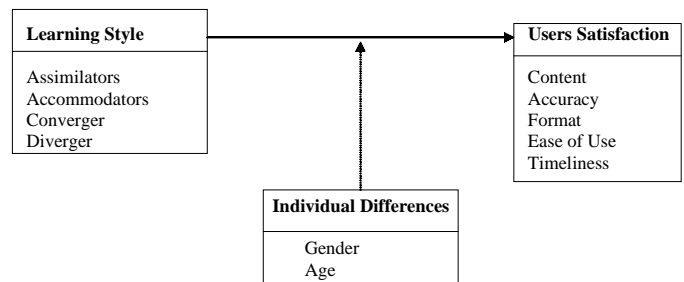 Learning Style
Assimilators
Accommodators
Converger
Diverger
Users Satisfaction
Content
Accuracy
Format
Ease of Use
Timeliness
Individual Differences
Gender
Age